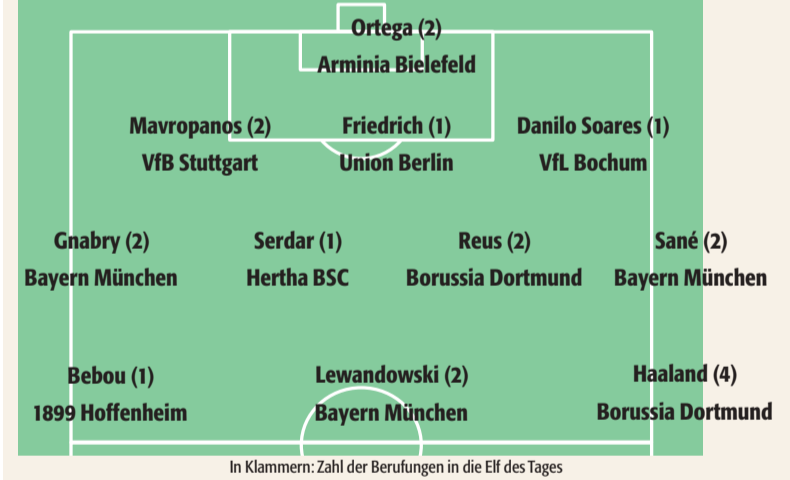 Ortega (2)
Arminia Bielefeld
Mavropanos (2) Friedrich (1) Danilo Soares (1)
VfB Stuttgart Union Berlin VfL Bochum
Gnabry (2) Serdar (1) Reus (2) Sané (2)
Bayern München Hertha BSC Borussia Dortmund Bayern München
Bebou (1) Lewandowski (2) Haaland (4)
1899 Hoffenheim Bayern München Borussia Dortmund
In Klammern: Zahl der Berufungen in die Elf des Tages